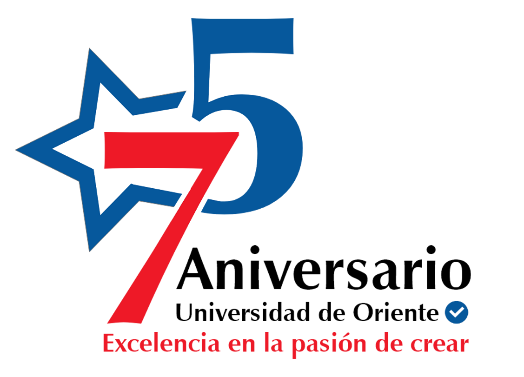 75
Aniversario
Universidad de Oriente
Excelencia en la pasión de crear